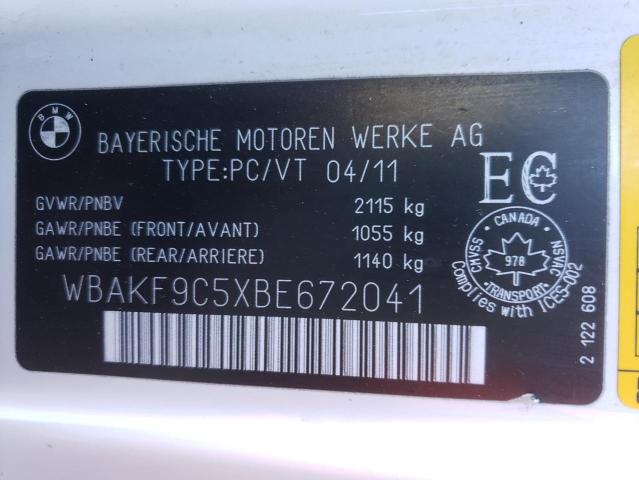 BMW
BAYERISCHE MOTOREN WERKE AG
TYPE:PC/VT 04/11
EC
GVWR/PNBV 2115 kg
GAWR/PNBE (FRONT/AVANT) 1055 kg
GAWR/PNBE (REAR/ARRIERE) 1140 kg
WBAKF9C5XBE672041
CANADA
CMVSS 978 NSVAC
TRANSPORT
Complies with ICES-002
2 122 608